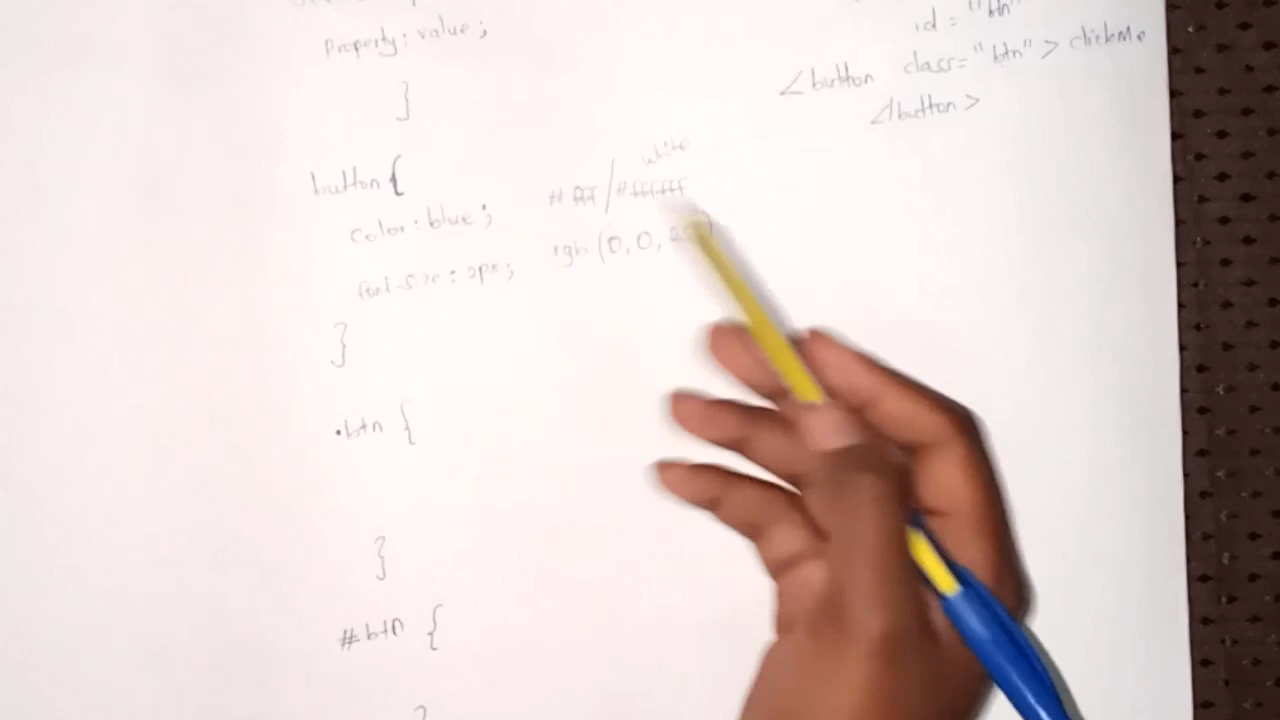 Property: value;
}
button {
color: blue;
font-size: 2px;
}
.btn {
}
#btn {
white
#fff / #ffffff
rgb (0, 0,
id = "btn"
<button class="btn"> clickMe
</button>